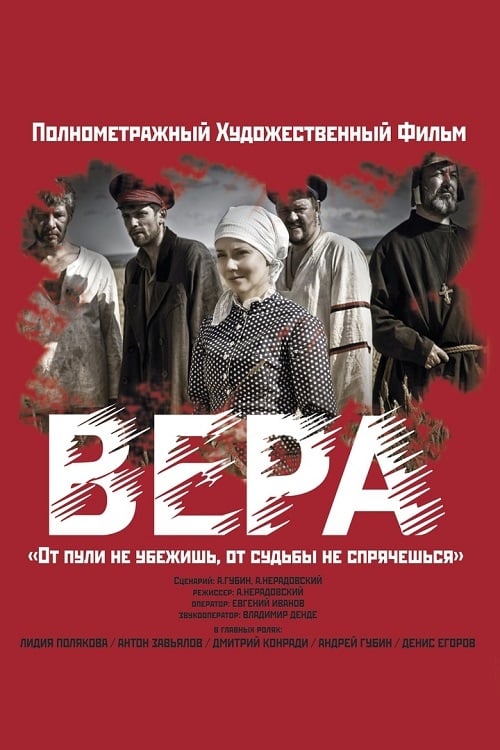 Полнометражный Художественный Фильм
ВЕРА
«От пули не убежишь, от судьбы не спрячешься»
Сценарий: А.ГУБИН, А.НЕРАДОВСКИЙ
РЕЖИССЕР: А.НЕРАДОВСКИЙ
ОПЕРАТОР: ЕВГЕНИЙ ИВАНОВ
ЗВУКООПЕРАТОР: ВЛАДИМИР ДЕНДЕ
В ГЛАВНЫХ РОЛЯХ:
ЛИДИЯ ПОЛЯКОВА / АНТОН ЗАВЬЯЛОВ / ДМИТРИЙ КОНРАДИ / АНДРЕЙ ГУБИН / ДЕНИС ЕГОРОВ